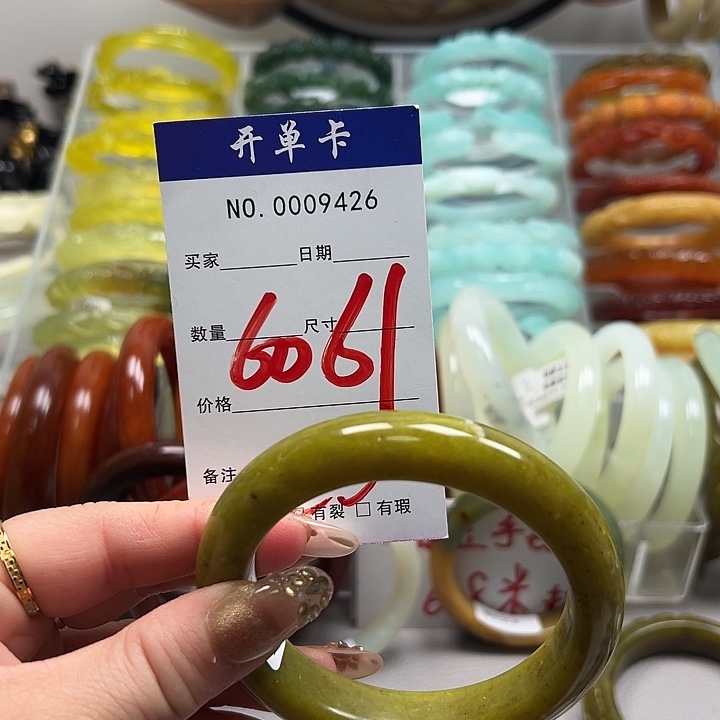 开单卡
NO. 0009426
买家 日期
数量 尺寸
6061
价格
备注
有裂 □ 有瑕